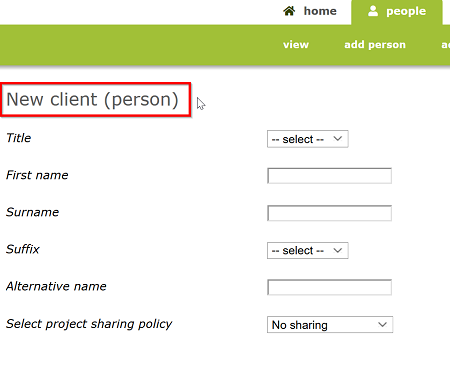 home people
view add person
New client (person)
Title -- select --
First name
Surname
Suffix -- select --
Alternative name
Select project sharing policy No sharing